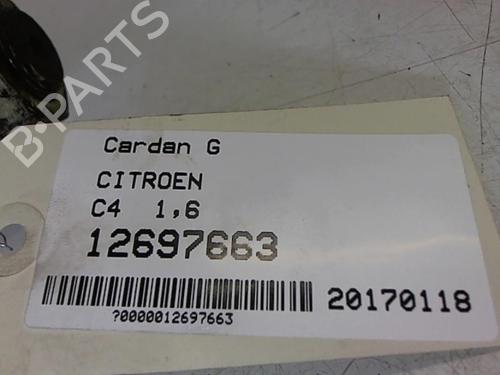 Cardan G
CITROEN
C4 1,6
12697663
20170118
?0000012697663
B-PARTS